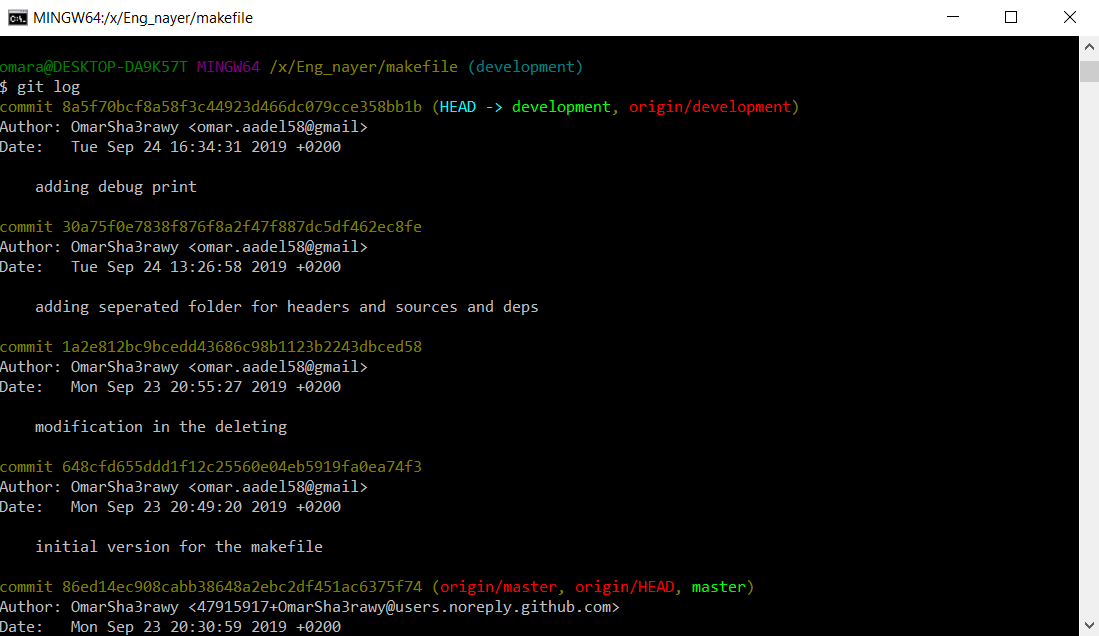 MINGW64:/x/Eng_nayer/makefile
omara@DESKTOP-DA9K57T MINGW64 /x/Eng_nayer/makefile (development)
$ git log
commit 8a5f70bcf8a58f3c44923d466dc079cce358bb1b (HEAD -> development, origin/development)
Author: OmarSha3rawy <omar.aadel58@gmail>
Date:   Tue Sep 24 16:34:31 2019 +0200
    adding debug print
commit 30a75f0e7838f876f8a2f47f887dc5df462ec8fe
Author: OmarSha3rawy <omar.aadel58@gmail>
Date:   Tue Sep 24 13:26:58 2019 +0200
    adding seperated folder for headers and sources and deps
commit 1a2e812bc9bcedd43686c98b1123b2243dbced58
Author: OmarSha3rawy <omar.aadel58@gmail>
Date:   Mon Sep 23 20:55:27 2019 +0200
    modification in the deleting
commit 648cfd655ddd1f12c25560e04eb5919fa0ea74f3
Author: OmarSha3rawy <omar.aadel58@gmail>
Date:   Mon Sep 23 20:49:20 2019 +0200
    initial version for the makefile
commit 86ed14ec908cabb38648a2ebc2df451ac6375f74 (origin/master, origin/HEAD, master)
Author: OmarSha3rawy <47915917+OmarSha3rawy@users.noreply.github.com>
Date:   Mon Sep 23 20:30:59 2019 +0200